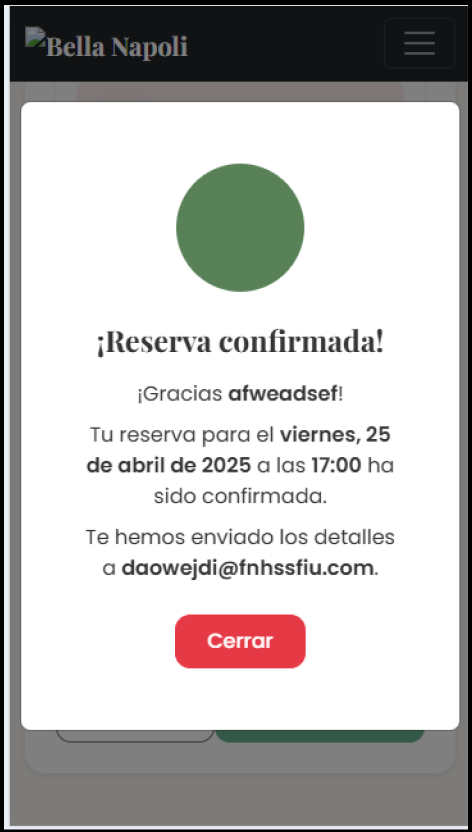 Bella Napoli
¡Reserva confirmada!
¡Gracias afweadsef!
Tu reserva para el viernes, 25
de abril de 2025 a las 17:00 ha
sido confirmada.
Te hemos enviado los detalles
a daowejdi@fnhssfiu.com.
Cerrar